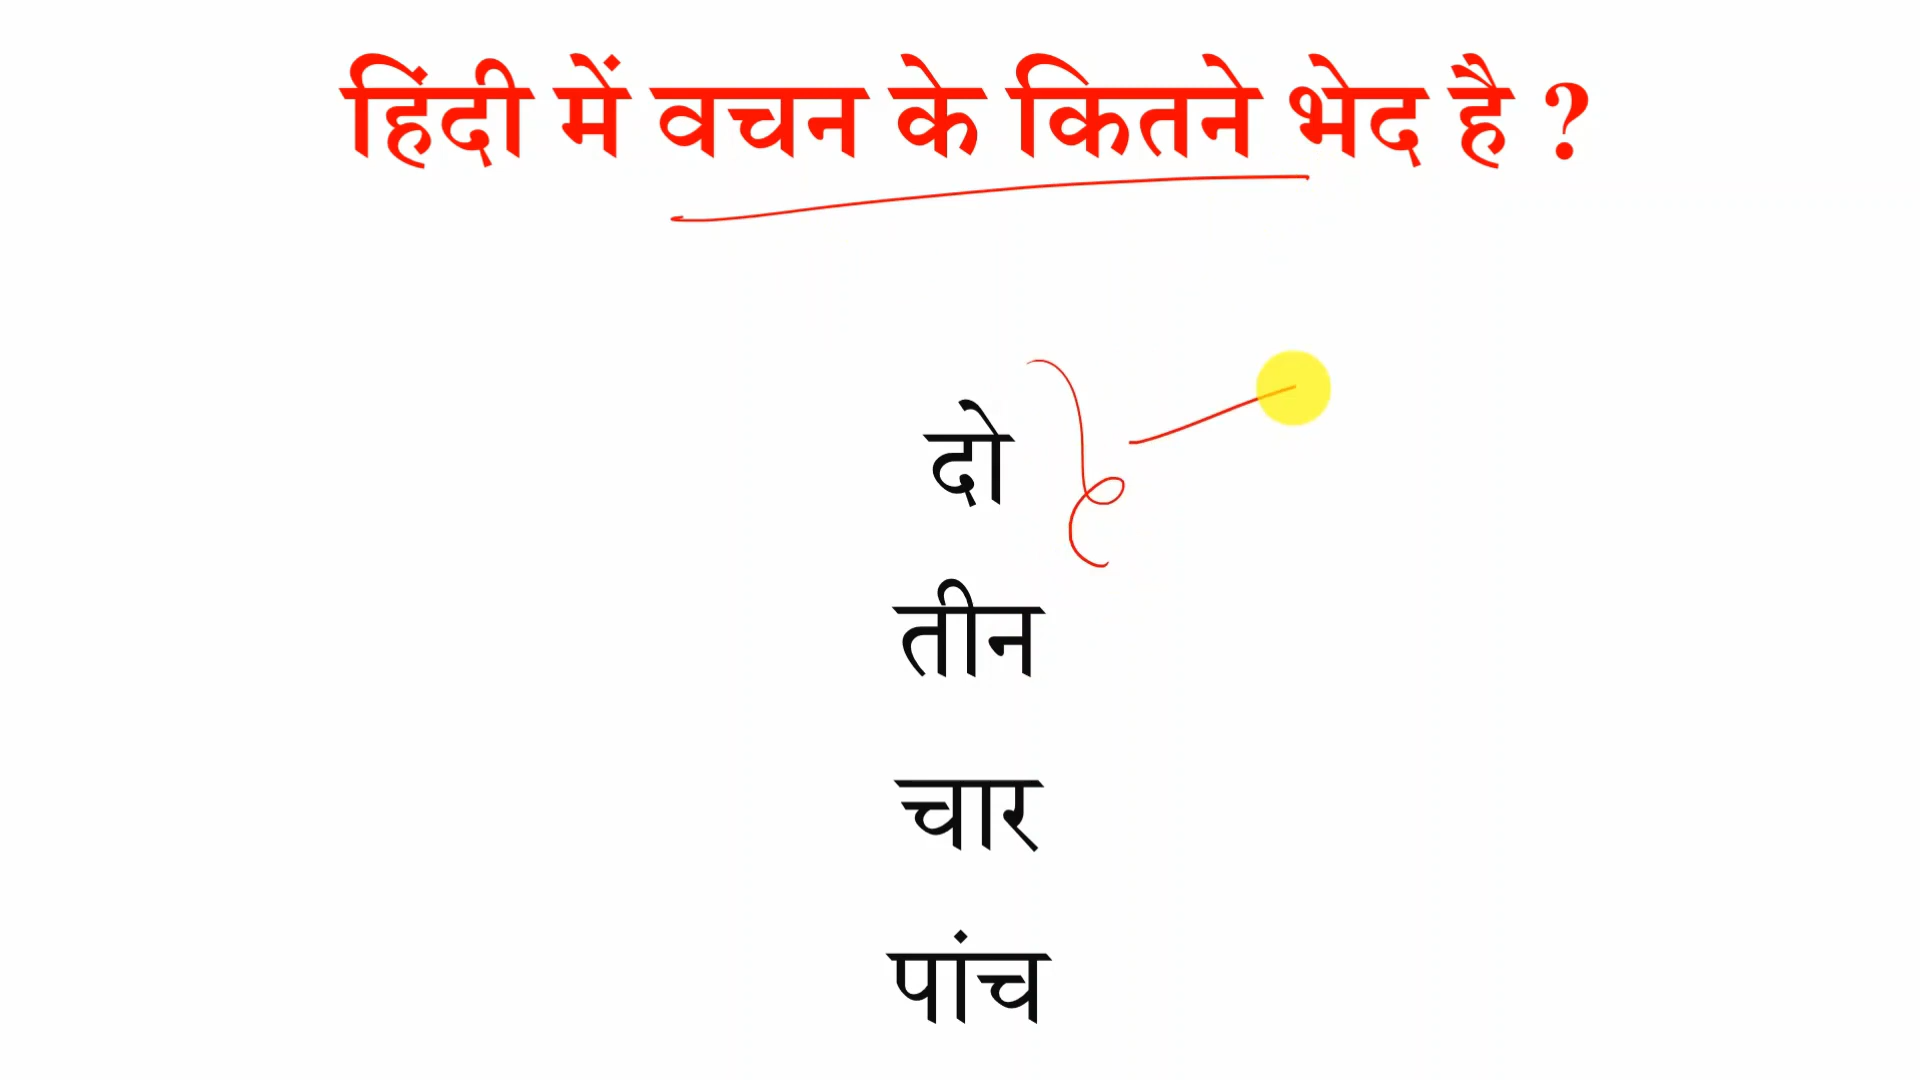 हिंदी में वचन के कितने भेद है ?
दो
तीन
चार
पांच